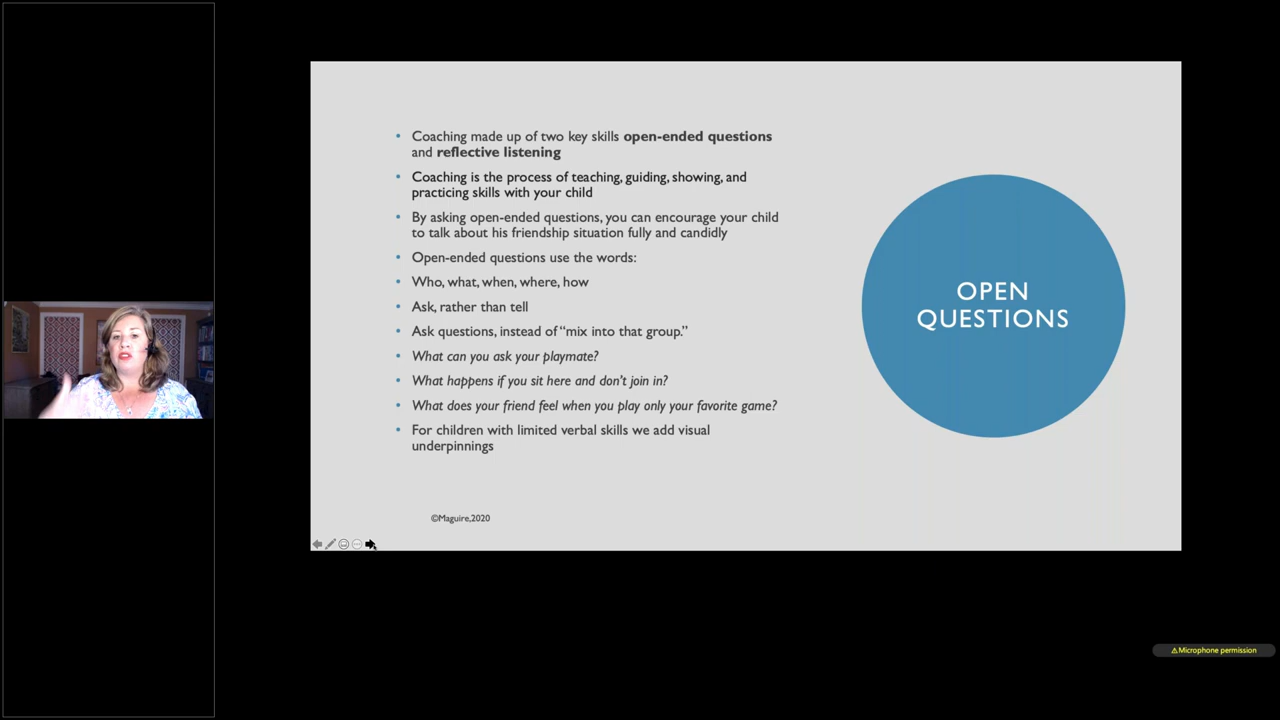 Coaching made up of two key skills open-ended questions
and reflective listening
Coaching is the process of teaching, guiding, showing, and
practicing skills with your child
By asking open-ended questions, you can encourage your child
to talk about his friendship situation fully and candidly
Open-ended questions use the words:
Who, what, when, where, how
Ask, rather than tell
Ask questions, instead of “mix into that group.”
What can you ask your playmate?
What happens if you sit here and don’t join in?
What does your friend feel when you play only your favorite game?
For children with limited verbal skills we add visual
underpinnings
©Maguire,2020
OPEN
QUESTIONS
⚠Microphone permission